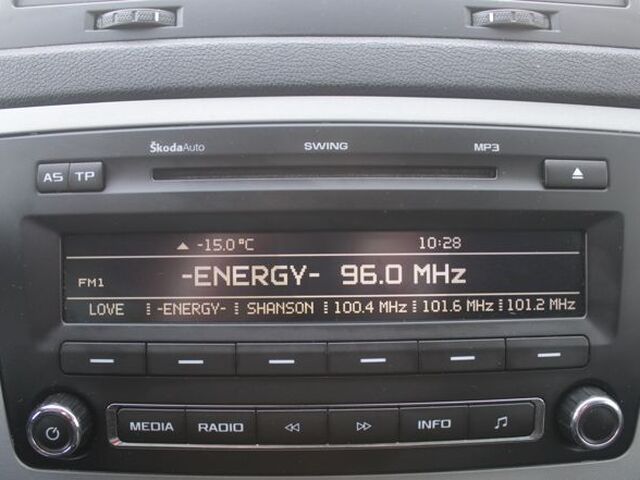 ŠkodaAuto SWING MP3
AS TP
-15.0 °C 10:28
FM1 -ENERGY- 96.0 MHz
LOVE -ENERGY- SHANSON 100.4 MHz 101.6 MHz 101.2 MHz
MEDIA RADIO INFO